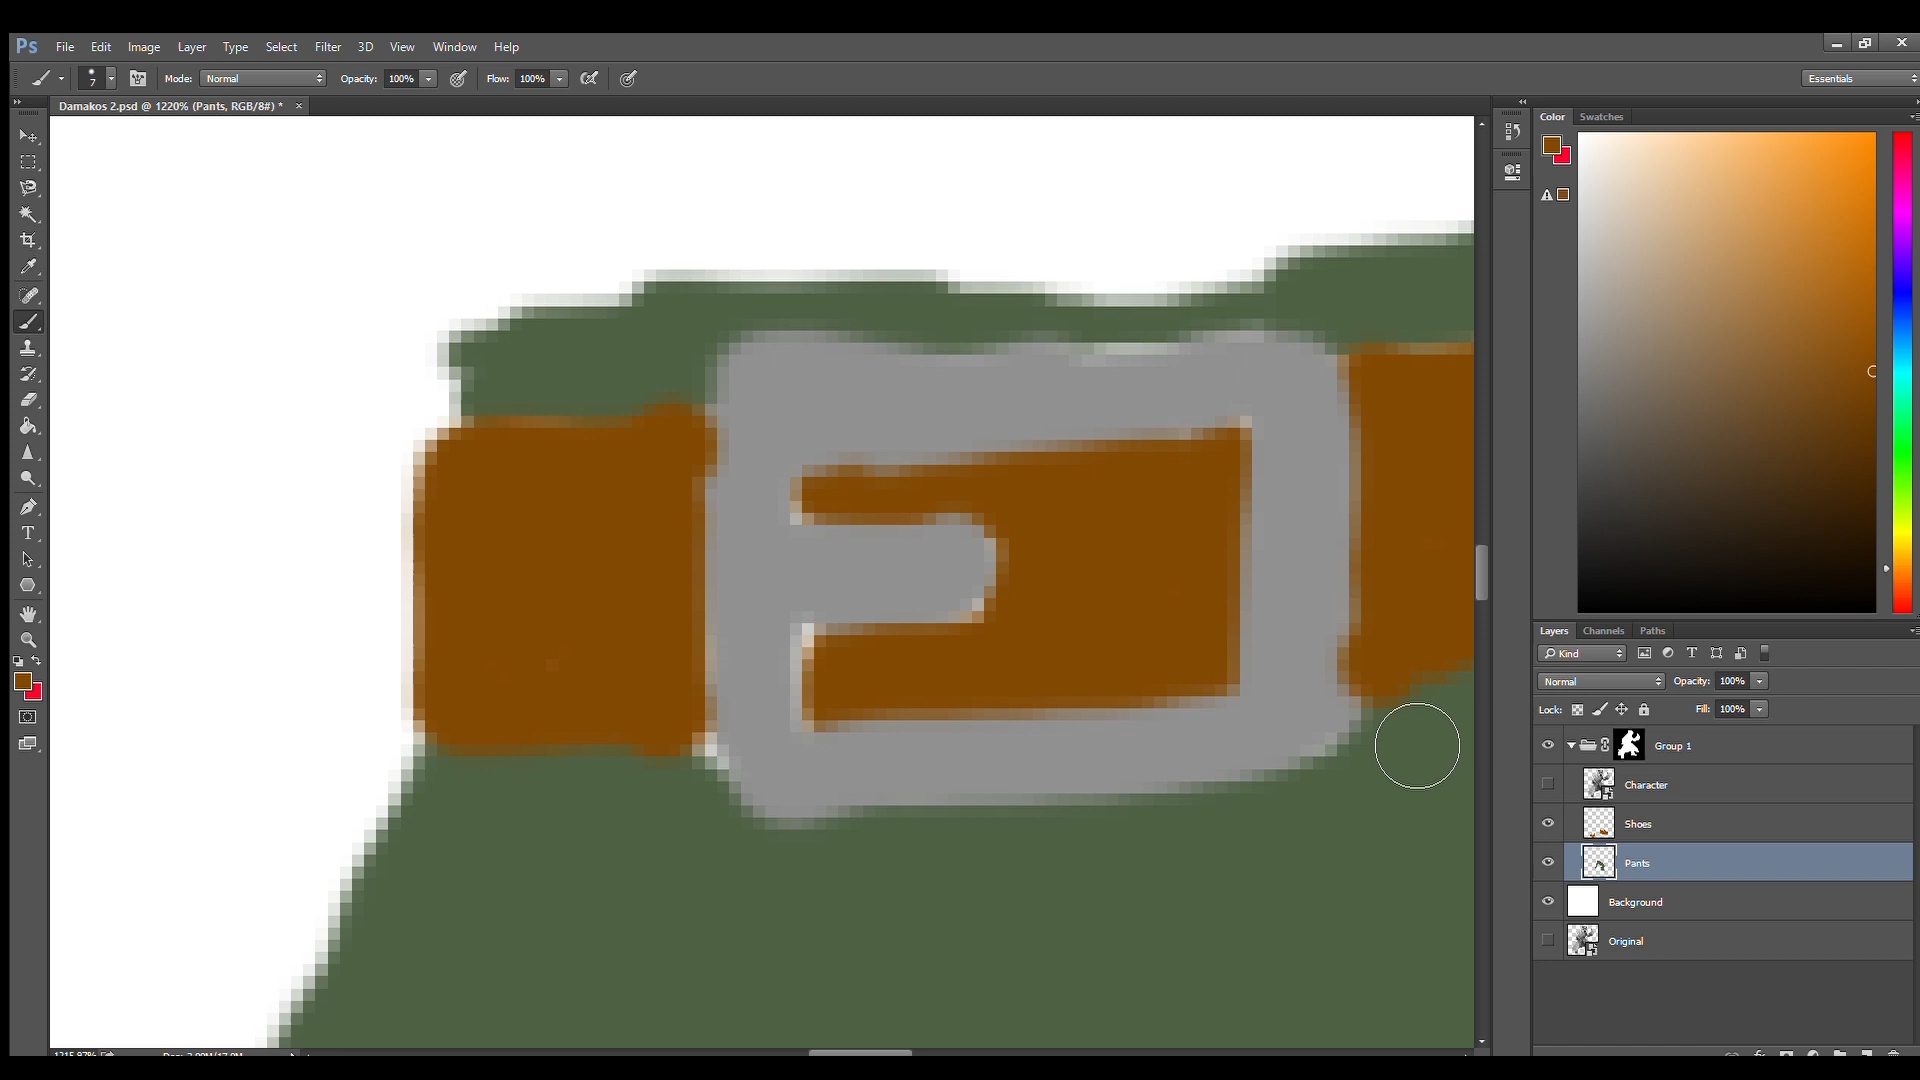 Ps File Edit Image Layer Type Select Filter 3D View Window Help
7 Mode: Normal Opacity: 100% Flow: 100% Essentials
Damakos 2.psd @ 1220% (Pants, RGB/8#) * ×
Color Swatches
Layers Channels Paths
Kind
Normal Opacity: 100%
Lock: Fill: 100%
Group 1
Character
Shoes
Pants
Background
Original